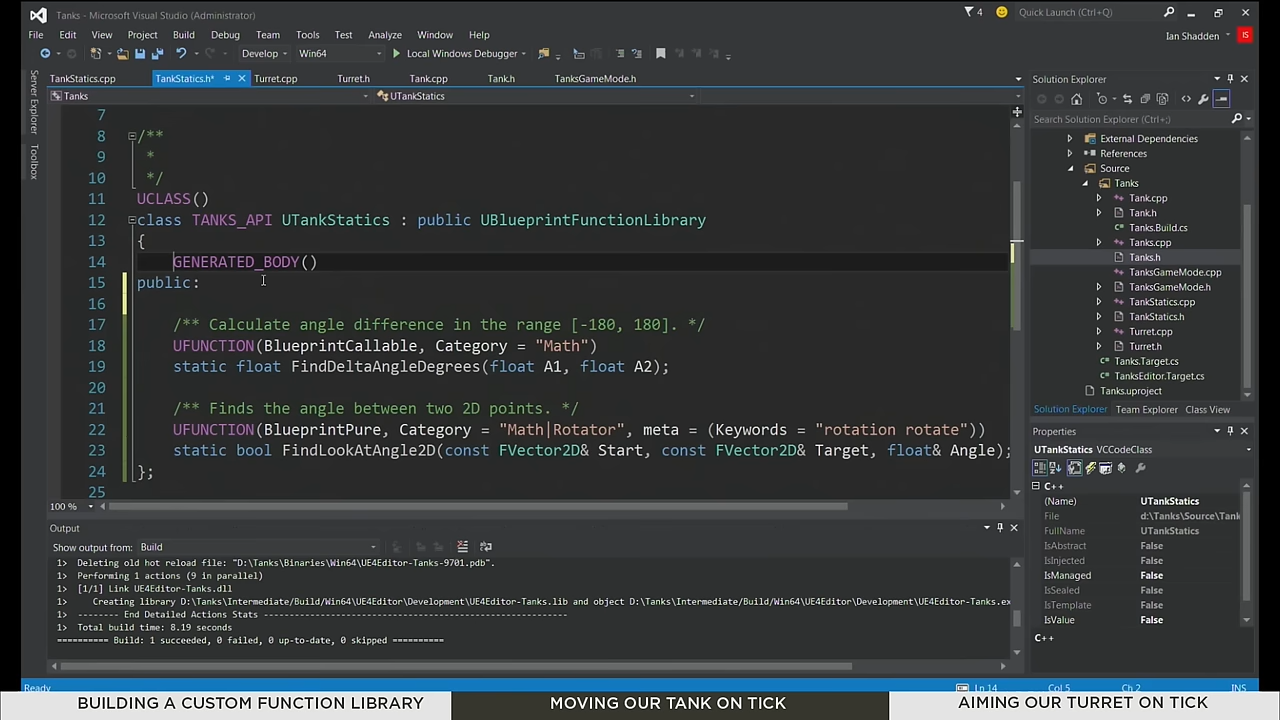 Tanks - Microsoft Visual Studio (Administrator)
4
Quick Launch (Ctrl+Q)
File Edit View Project Build Debug Team Tools Test Analyze Window Help
Ian Shadden
IS
Develop
Win64
Local Windows Debugger
Server Explorer
Toolbox
TankStatics.cpp
TankStatics.h*
Turret.cpp
Turret.h
Tank.cpp
Tank.h
TanksGameMode.h
Tanks
UTankStatics
7
8 /**
9 *
10 */
11 UCLASS()
12 class TANKS_API UTankStatics : public UBlueprintFunctionLibrary
13 {
14 GENERATED_BODY()
15 public:
16
17 /** Calculate angle difference in the range [-180, 180]. */
18 UFUNCTION(BlueprintCallable, Category = "Math")
19 static float FindDeltaAngleDegrees(float A1, float A2);
20
21 /** Finds the angle between two 2D points. */
22 UFUNCTION(BlueprintPure, Category = "Math|Rotator", meta = (Keywords = "rotation rotate"))
23 static bool FindLookAtAngle2D(const FVector2D& Start, const FVector2D& Target, float& Angle);
24 };
25
100 %
Output
Show output from: Build
1> Deleting old hot reload file: "D:\Tanks\Binaries\Win64\UE4Editor-Tanks-9701.pdb".
1> Performing 1 actions (9 in parallel)
1> [1/1] Link UE4Editor-Tanks.dll
1> Creating library D:\Tanks\Intermediate\Build\Win64\UE4Editor\Development\UE4Editor-Tanks.lib and object D:\Tanks\Intermediate\Build\Win64\UE4Editor\Development\UE4Editor-Tanks.ex
1> -------- End Detailed Actions Stats -----------------------------------------------------------
1> Total build time: 8.19 seconds
========== Build: 1 succeeded, 0 failed, 0 up-to-date, 0 skipped ==========
Solution Explorer
Search Solution Explorer (Ctrl+;)
External Dependencies
References
Source
Tanks
Tank.cpp
Tank.h
Tanks.Build.cs
Tanks.cpp
Tanks.h
TanksGameMode.cpp
TanksGameMode.h
TankStatics.cpp
TankStatics.h
Turret.cpp
Turret.h
Tanks.Target.cs
TanksEditor.Target.cs
Tanks.uproject
Solution Explorer Team Explorer Class View
Properties
UTankStatics VCCodeClass
C++
(Name) UTankStatics
File d:\Tanks\Source\Tank
FullName UTankStatics
IsAbstract False
IsInjected False
IsManaged False
IsSealed False
IsTemplate False
IsValue False
C++
Ready
Ln 14
Col 5
Ch 2
INS
BUILDING A CUSTOM FUNCTION LIBRARY
MOVING OUR TANK ON TICK
AIMING OUR TURRET ON TICK